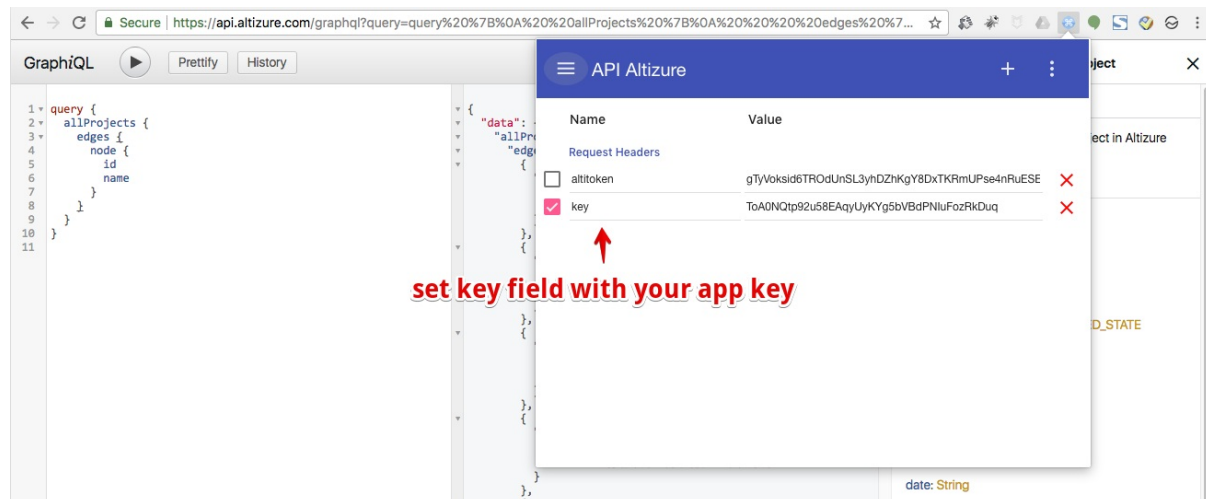 Secure | https://api.altizure.com/graphql?query=query%20%7B%0A%20%20allProjects%20%7B%0A%20%20%20%20edges%20%7...
GraphiQL Prettify History
API Altizure
ject
Name Value
Request Headers
altitoken gTyVoksid6TROdUnSL3yhDZhKgY8DxTKRmUPse4nRuESE
key ToA0NQtp92u58EAqyUyKYg5bVBdPNIuFozRkDuq
set key field with your app key
1 query {
2 allProjects {
3 edges {
4 node {
5 id
6 name
7 }
8 }
9 }
10 }
11
{
"data":
"allPr
"edg
{
},
{
},
{
},
{
}
},
ject in Altizure
D_STATE
date: String